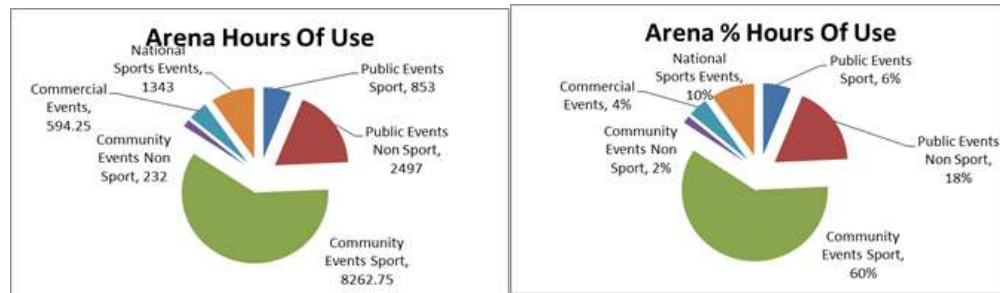 Arena Hours Of Use
National
Sports Events,
1343
Public Events
Sport, 853
Commercial
Events,
594.25
Public Events
Non Sport,
2497
Community
Events Non
Sport, 232
Community
Events Sport,
8262.75
Arena % Hours Of Use
National
Sports Events,
10%
Public Events
Sport, 6%
Commercial
Events, 4%
Public Events
Non Sport,
18%
Community
Events Non
Sport, 2%
Community
Events Sport,
60%